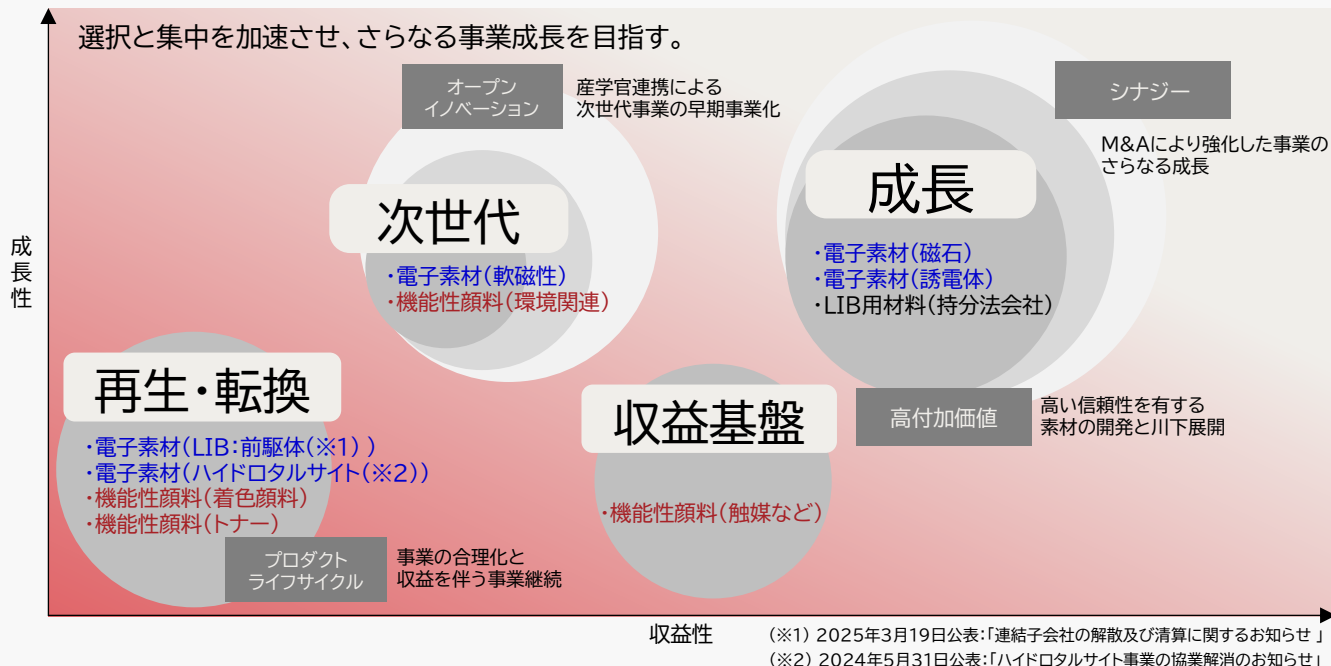 選択と集中を加速させ、さらなる事業成長を目指す。
オープン
イノベーション
産学官連携による
次世代事業の早期事業化
シナジー
M&Aにより強化した事業の
さらなる成長
次世代
・電子素材(軟磁性)
・機能性顔料(環境関連)
成長
・電子素材(磁石)
・電子素材(誘電体)
・LIB用材料(持分法会社)
成長性
再生・転換
・電子素材(LIB:前駆体(※1) )
・電子素材(ハイドロタルサイト(※2))
・機能性顔料(着色顔料)
・機能性顔料(トナー)
プロダクト
ライフサイクル
事業の合理化と
収益を伴う事業継続
収益基盤
・機能性顔料(触媒など)
高付加価値
高い信頼性を有する
素材の開発と川下展開
収益性
(※1) 2025年3月19日公表:「連結子会社の解散及び清算に関するお知らせ 」
(※2) 2024年5月31日公表:「ハイドロタルサイト事業の協業解消のお知らせ」